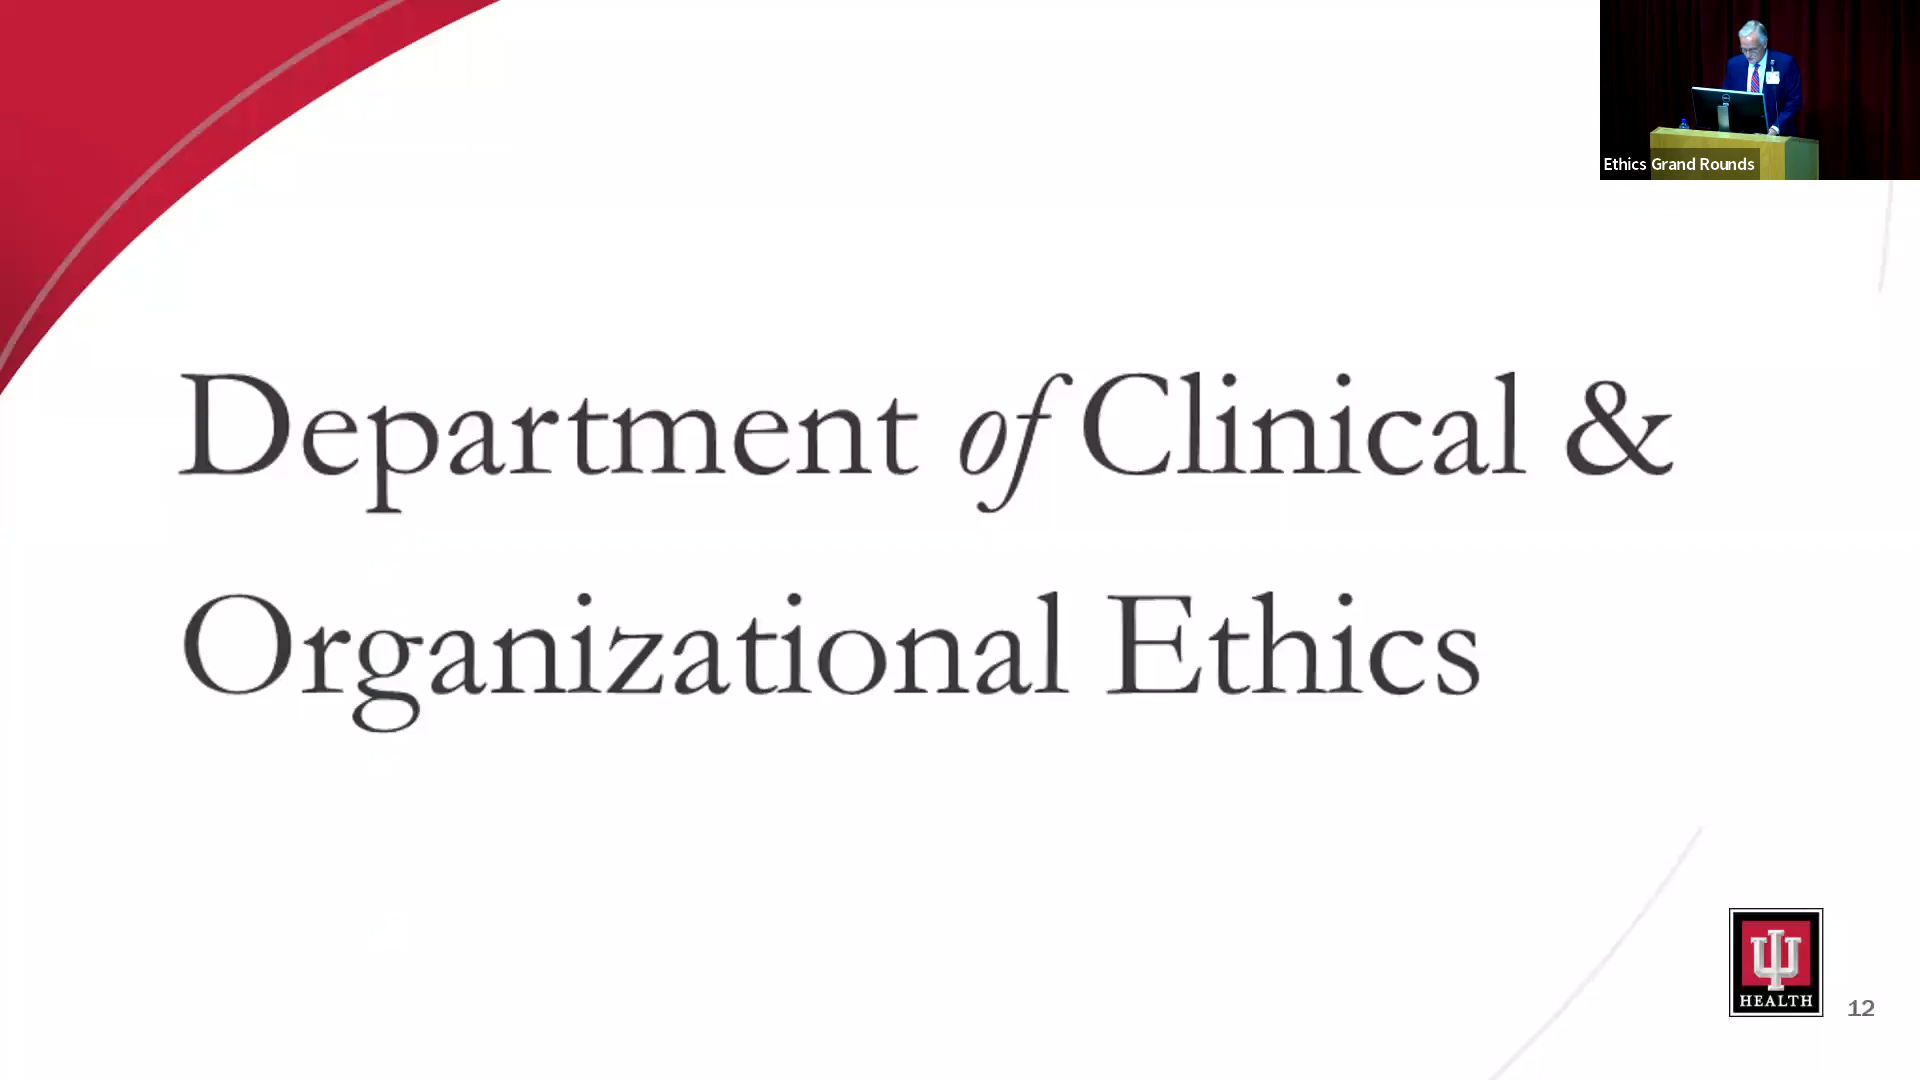 Ethics Grand Rounds
Department of Clinical &
Organizational Ethics
HEALTH
12